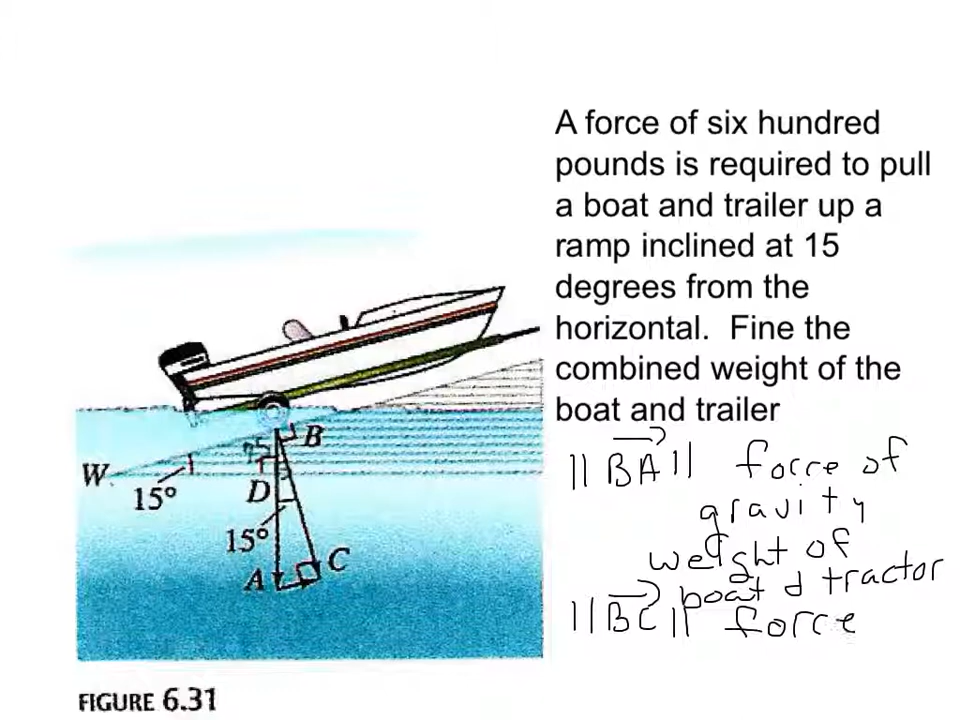 A force of six hundred
pounds is required to pull
a boat and trailer up a
ramp inclined at 15
degrees from the
horizontal. Fine the
combined weight of the
boat and trailer
||BA|| force of
gravity
weight of
boat & tractor
||BC|| force
B
W
15°
D
15°
A
C
FIGURE 6.31